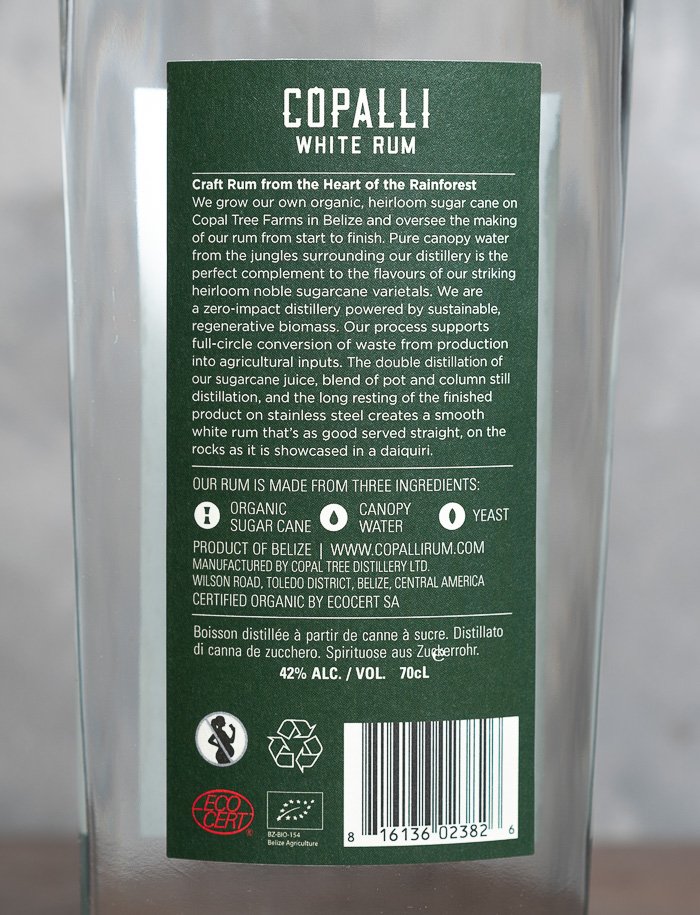 COPALLI
WHITE RUM
Craft Rum from the Heart of the Rainforest
We grow our own organic, heirloom sugar cane on
Copal Tree Farms in Belize and oversee the making
of our rum from start to finish. Pure canopy water
from the jungles surrounding our distillery is the
perfect complement to the flavours of our striking
heirloom noble sugarcane varietals. We are
a zero-impact distillery powered by sustainable,
regenerative biomass. Our process supports
full-circle conversion of waste from production
into agricultural inputs. The double distillation of
our sugarcane juice, blend of pot and column still
distillation, and the long resting of the finished
product on stainless steel creates a smooth
white rum that's as good served straight, on the
rocks as it is showcased in a daiquiri.
OUR RUM IS MADE FROM THREE INGREDIENTS:
ORGANIC SUGAR CANE
CANOPY WATER
YEAST
PRODUCT OF BELIZE | WWW.COPALLIRUM.COM
MANUFACTURED BY COPAL TREE DISTILLERY LTD.
WILSON ROAD, TOLEDO DISTRICT, BELIZE, CENTRAL AMERICA
CERTIFIED ORGANIC BY ECOCERT SA
Boisson distillée à partir de canne à sucre. Distillato
di canna de zucchero. Spirituose aus Zuckerrohr.
42% ALC. / VOL. 70cL
ECO
CERT®
BZ-BIO-154
Belize Agriculture
8 16136 02382 6